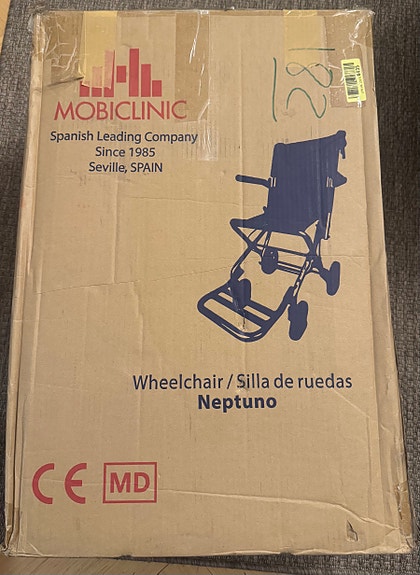 MOBICLINIC
Spanish Leading Company
Since 1985
Seville, SPAIN
Wheelchair / Silla de ruedas
Neptuno
CE MD